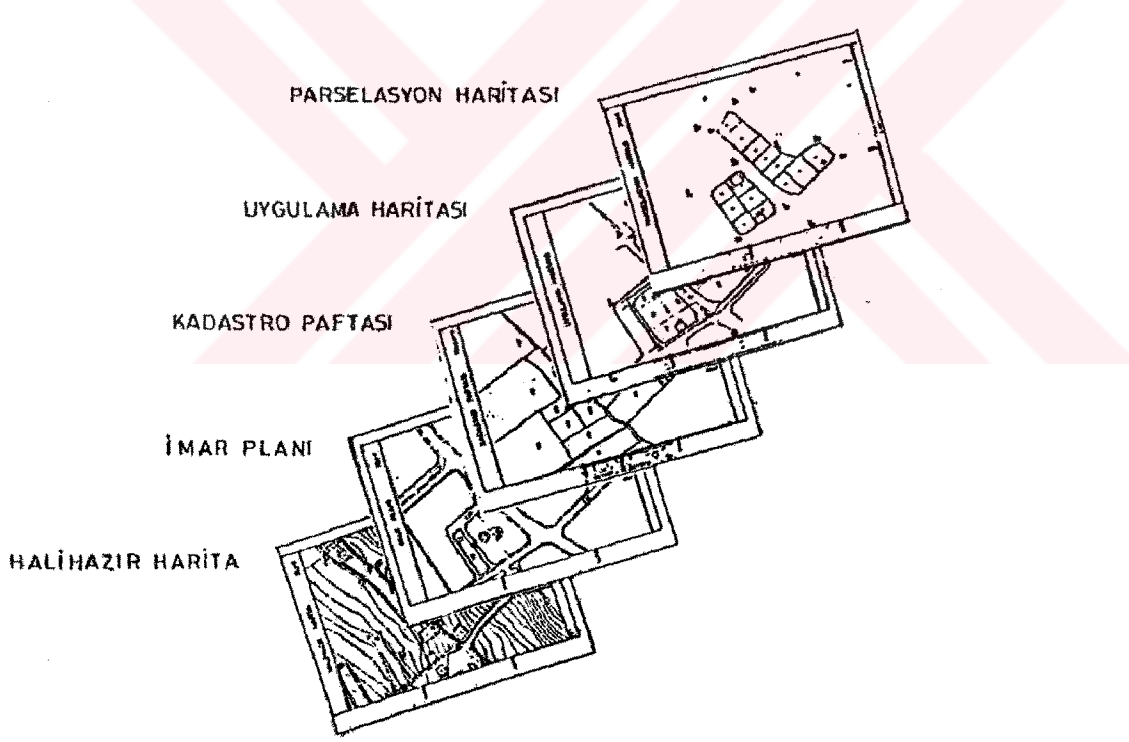 PARSELASYON HARİTASI
UYGULAMA HARİTASI
KADASTRO PAFTASI
İMAR PLANI
HALİHAZIR HARİTA